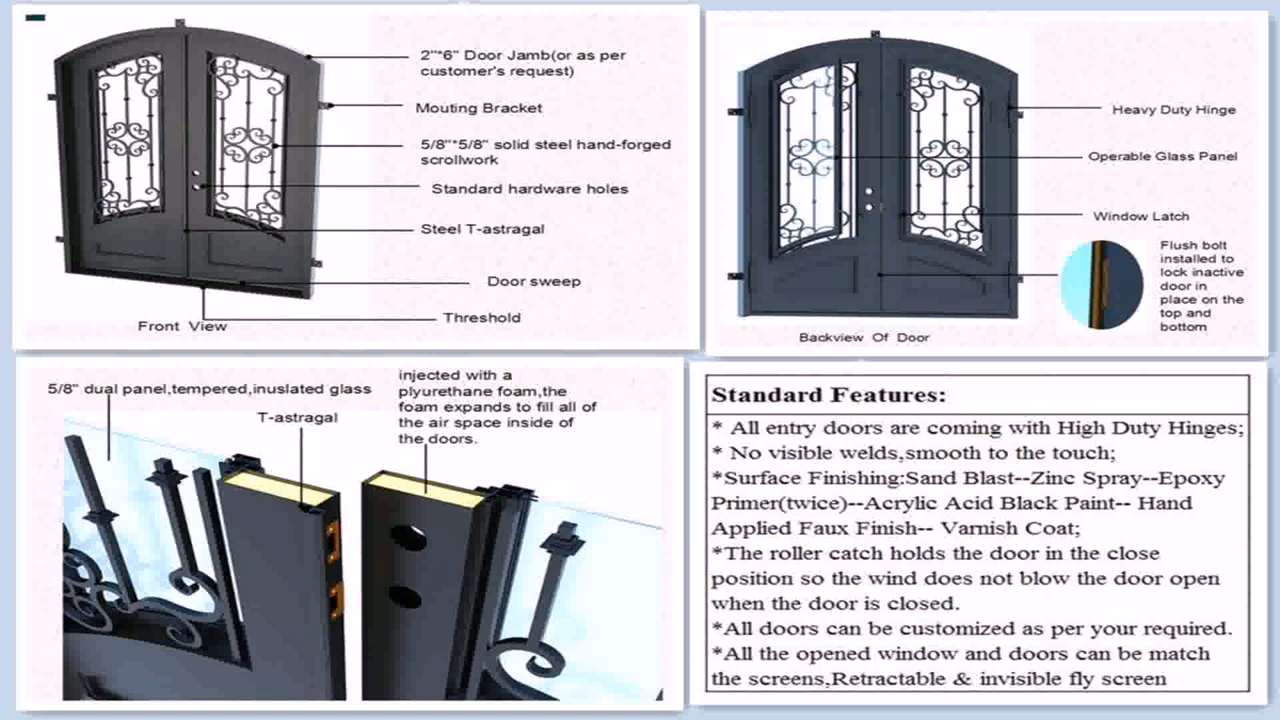 2"*6" Door Jamb(or as per
customer's request)
Mouting Bracket
5/8"*5/8" solid steel hand-forged
scrollwork
Standard hardware holes
Steel T-astragal
Door sweep
Threshold
Front View
Heavy Duty Hinge
Operable Glass Panel
Window Latch
Flush bolt
installed to
lock inactive
door in
place on the
top and
bottom
Backview Of Door
5/8" dual panel,tempered,inuslated glass
T-astragal
injected with a
plyurethane foam,the
foam expands to fill all of
the air space inside of
the doors.
Standard Features:
* All entry doors are coming with High Duty Hinges;
* No visible welds,smooth to the touch;
*Surface Finishing:Sand Blast--Zinc Spray--Epoxy
Primer(twice)--Acrylic Acid Black Paint-- Hand
Applied Faux Finish-- Varnish Coat;
*The roller catch holds the door in the close
position so the wind does not blow the door open
when the door is closed.
*All doors can be customized as per your required.
*All the opened window and doors can be match
the screens,Retractable & invisible fly screen